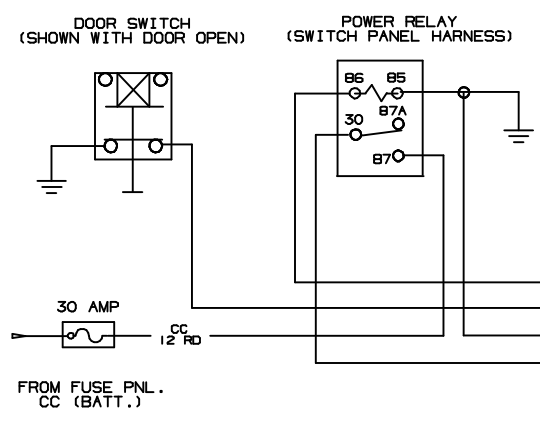 DOOR SWITCH
(SHOWN WITH DOOR OPEN)
POWER RELAY
(SWITCH PANEL HARNESS)
86
85
87A
30
87
30 AMP
CC
12 RD
FROM FUSE PNL.
CC (BATT.)